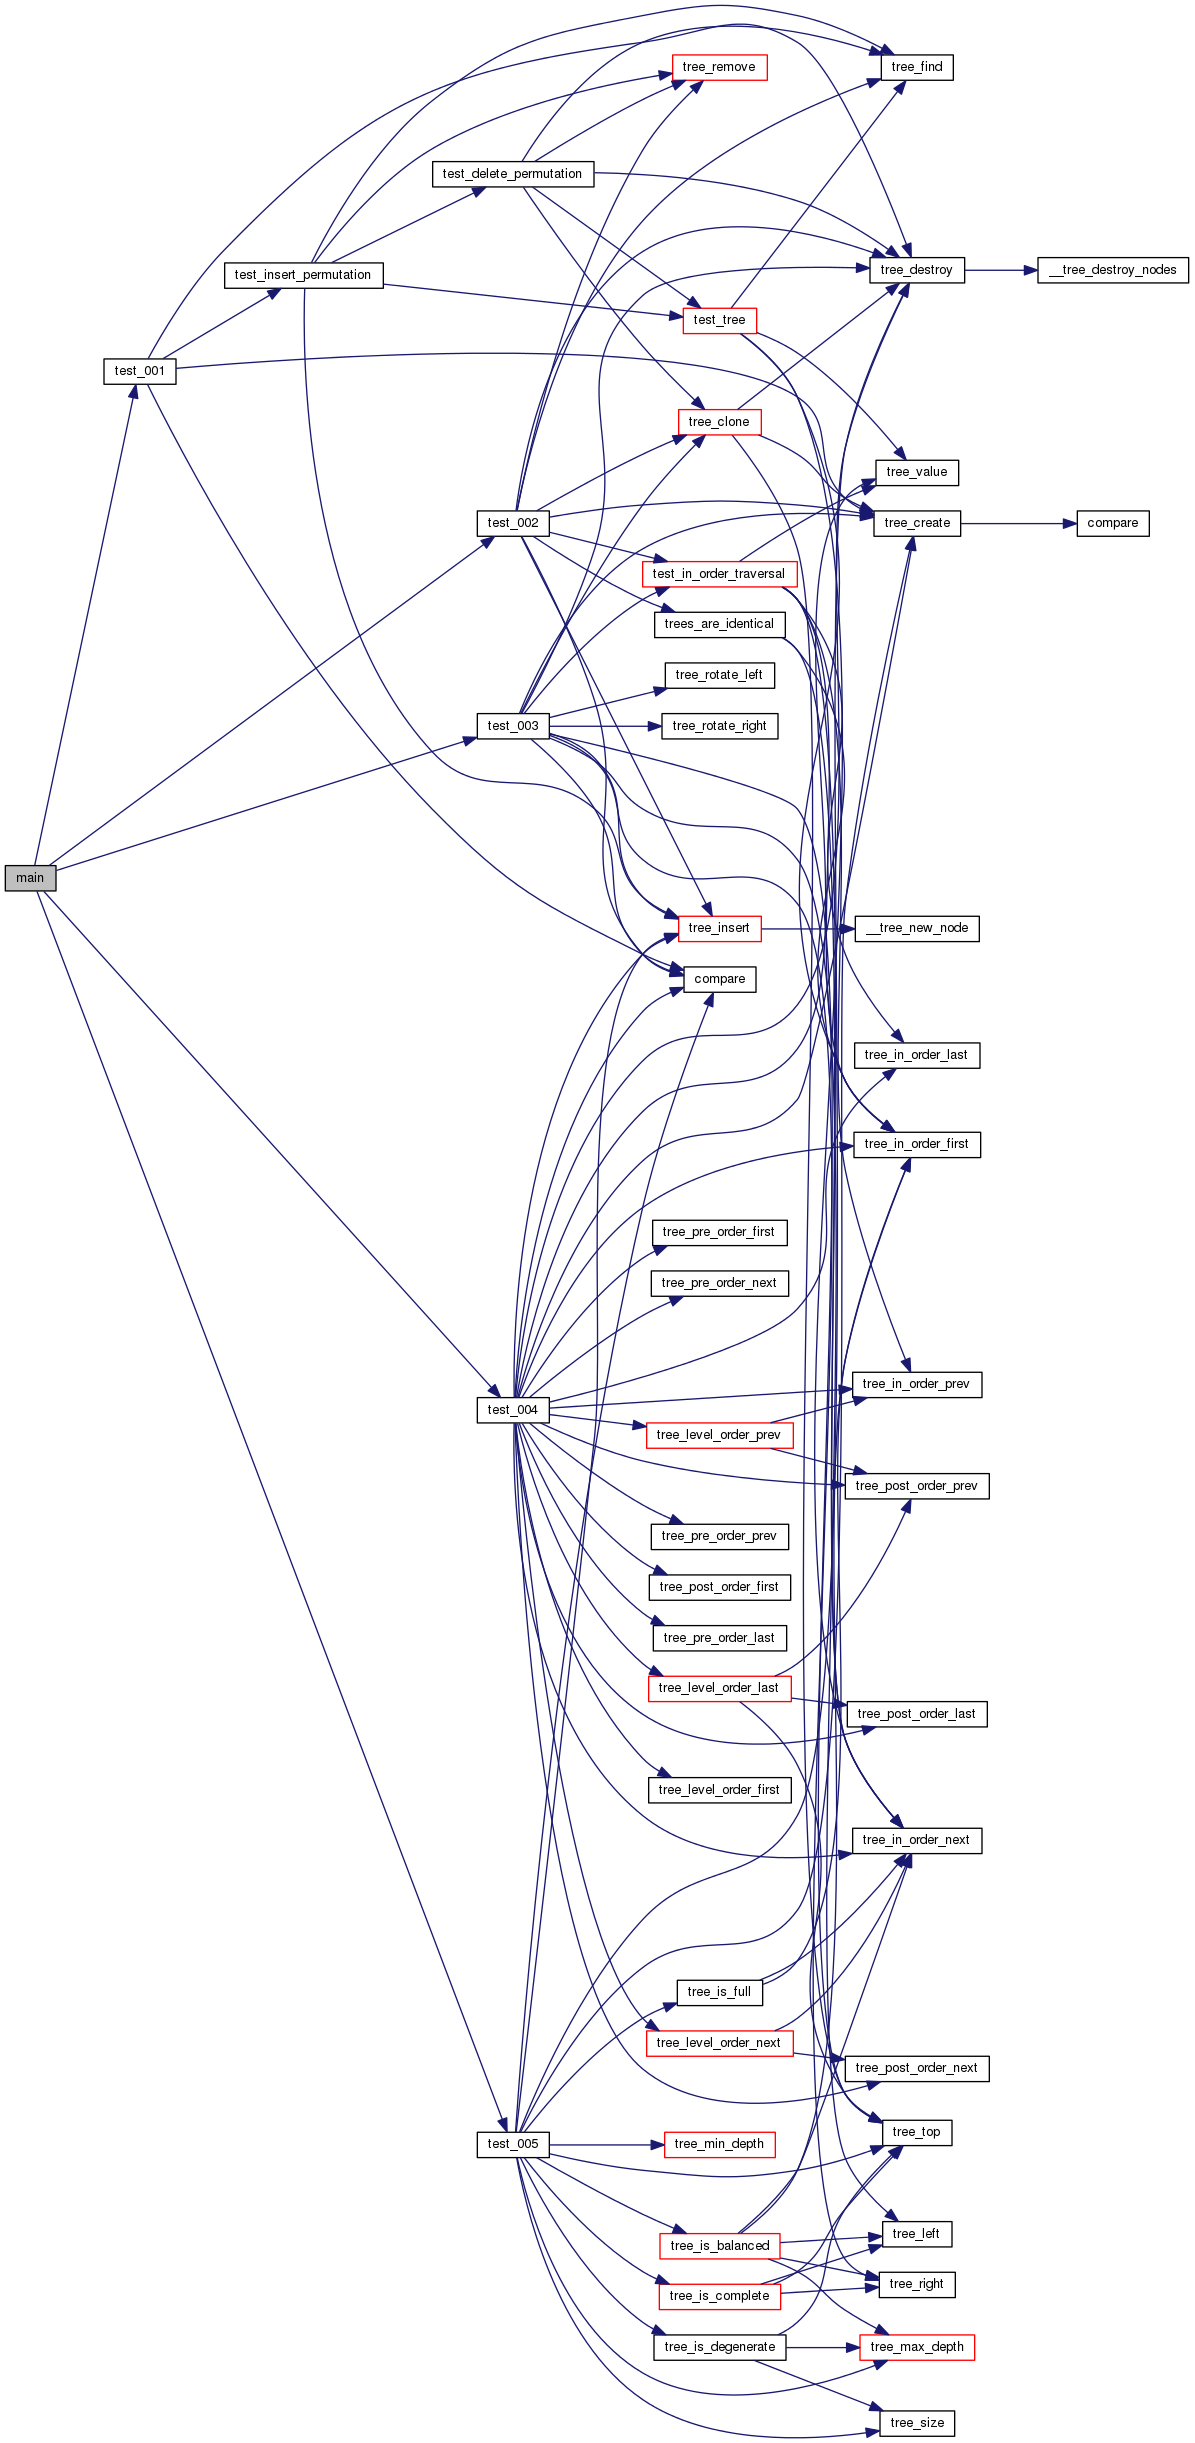 tree_remove
tree_find
test_delete_permutation
test_insert_permutation
tree_destroy
__tree_destroy_nodes
test_tree
test_001
tree_clone
tree_value
test_002
tree_create
compare
test_in_order_traversal
trees_are_identical
tree_rotate_left
test_003
tree_rotate_right
main
tree_insert
__tree_new_node
compare
tree_in_order_last
tree_in_order_first
tree_pre_order_first
tree_pre_order_next
tree_in_order_prev
test_004
tree_level_order_prev
tree_post_order_prev
tree_pre_order_prev
tree_post_order_first
tree_pre_order_last
tree_level_order_last
tree_post_order_last
tree_level_order_first
tree_in_order_next
tree_is_full
tree_level_order_next
tree_post_order_next
tree_top
test_005
tree_min_depth
tree_left
tree_is_balanced
tree_right
tree_is_complete
tree_is_degenerate
tree_max_depth
tree_size